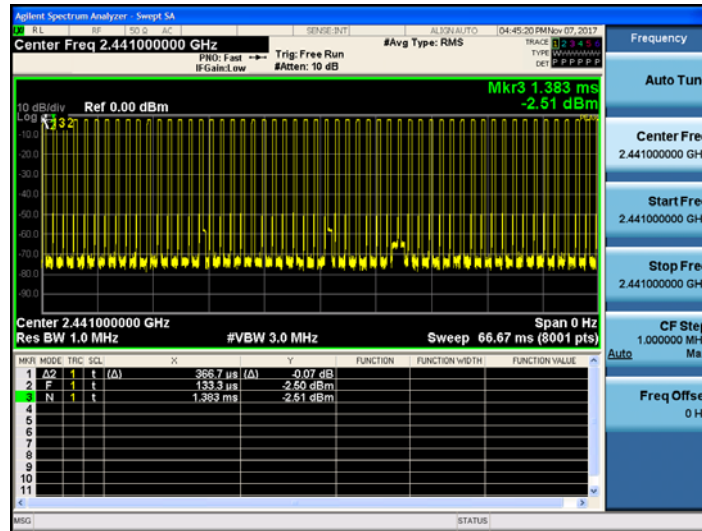 Agilent Spectrum Analyzer - Swept SA
RL RF 50 Ω AC SENSE:INT ALIGNAUTO 04:45:20 PM Nov 07, 2017
Center Freq 2.441000000 GHz
PNO: Fast
IFGain:Low
Trig: Free Run
#Atten: 10 dB
#Avg Type: RMS
TRACE 1 2 3 4 5 6
TYPE
DET P P P P P P
Mkr3 1.383 ms
-2.51 dBm
10 dB/div Ref 0.00 dBm
Log
-10.0
-20.0
-30.0
-40.0
-50.0
-60.0
-70.0
-80.0
-90.0
Center 2.441000000 GHz
Span 0 Hz
Res BW 1.0 MHz
#VBW 3.0 MHz
Sweep 66.67 ms (8001 pts)
MKR MODE TRC SCL X Y FUNCTION FUNCTION WIDTH FUNCTION VALUE
1 Δ2 1 t (Δ) 366.7 µs (Δ) -0.07 dB
2 F 1 t 133.3 µs -2.50 dBm
3 N 1 t 1.383 ms -2.51 dBm
4
5
6
7
8
9
10
11
MSG STATUS
Frequency
Auto Tun
Center Fre
2.441000000 GH
Start Fre
2.441000000 GH
Stop Fre
2.441000000 GH
CF Step
1.000000 MH
Auto Ma
Freq Offse
0 H